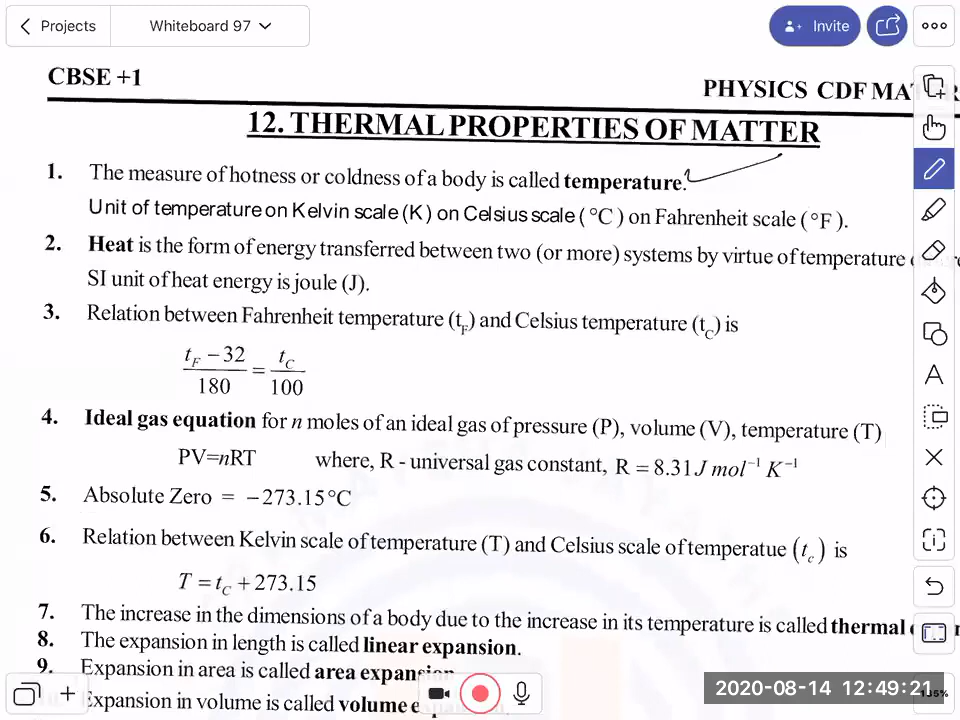 Projects
Whiteboard 97
Invite
CBSE +1
PHYSICS CDF MAT
12. THERMAL PROPERTIES OF MATTER
1. The measure of hotness or coldness of a body is called temperature.
Unit of temperature on Kelvin scale (K) on Celsius scale (°C) on Fahrenheit scale (°F).
2. Heat is the form of energy transferred between two (or more) systems by virtue of temperature
SI unit of heat energy is joule (J).
3. Relation between Fahrenheit temperature (t_F) and Celsius temperature (t_C) is
(t_F − 32)/180 = t_C/100
4. Ideal gas equation for n moles of an ideal gas of pressure (P), volume (V), temperature (T)
PV=nRT where, R - universal gas constant, R = 8.31 J mol⁻¹ K⁻¹
5. Absolute Zero = −273.15°C
6. Relation between Kelvin scale of temperature (T) and Celsius scale of temperatue (t_c) is
T = t_C + 273.15
7. The increase in the dimensions of a body due to the increase in its temperature is called thermal
8. The expansion in length is called linear expansion.
9. Expansion in area is called area expansion
Expansion in volume is called volume
2020-08-14 12:49:21